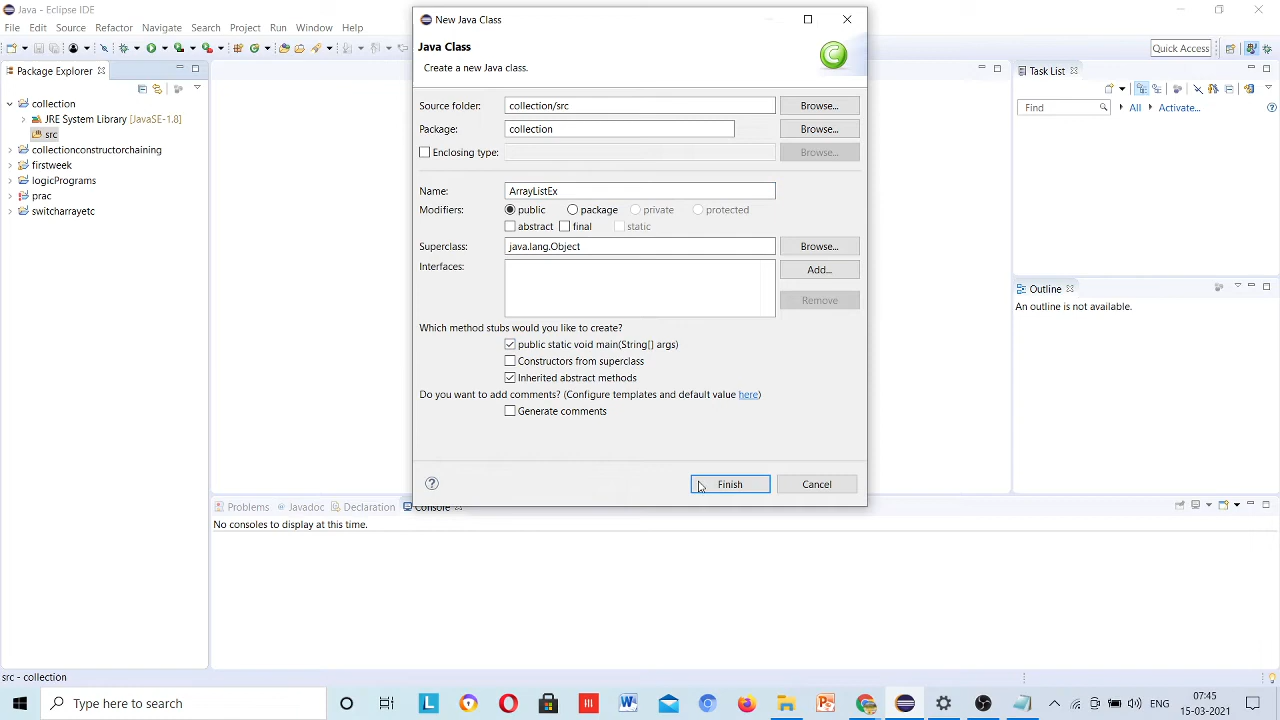 Java - Eclipse IDE
File Edit Source Refactor Navigate Search Project Run Window Help
Quick Access
Package Explorer
collection
JRE System Library [JavaSE-1.8]
src
collectionconstructorchaining
firstweek
logicPrograms
prac
switcharrayetc
New Java Class
Java Class
Create a new Java class.
Source folder: collection/src Browse...
Package: collection Browse...
Enclosing type: Browse...
Name: ArrayListEx
Modifiers: public package private protected
abstract final static
Superclass: java.lang.Object Browse...
Interfaces: Add...
Remove
Which method stubs would you like to create?
public static void main(String[] args)
Constructors from superclass
Inherited abstract methods
Do you want to add comments? (Configure templates and default value here)
Generate comments
Finish Cancel
Task List
Find All Activate...
Outline
An outline is not available.
Problems Javadoc Declaration Console
No consoles to display at this time.
src - collection
Type here to search
ENG
07:45
15-03-2021